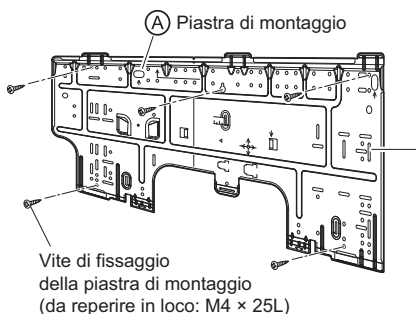 A Piastra di montaggio
Vite di fissaggio
della piastra di montaggio
(da reperire in loco: M4 × 25L)